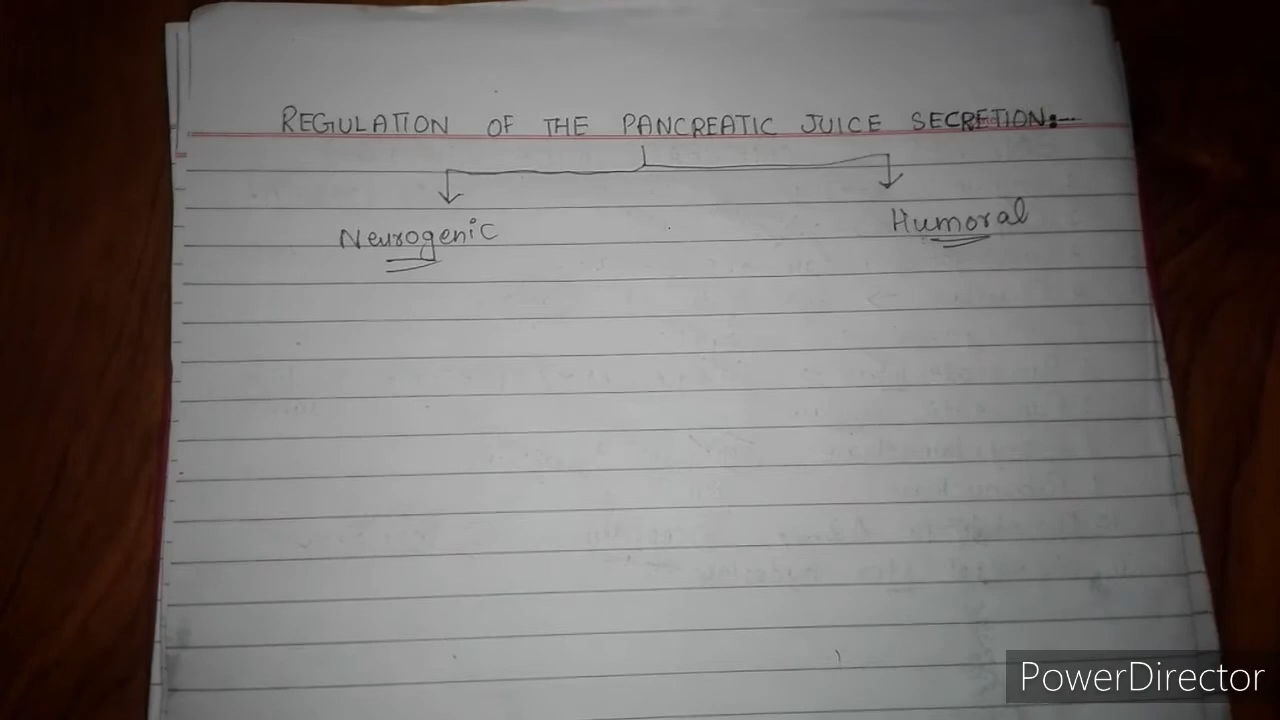 REGULATION OF THE PANCREATIC JUICE SECRETION:-
Neurogenic
Humoral
PowerDirector